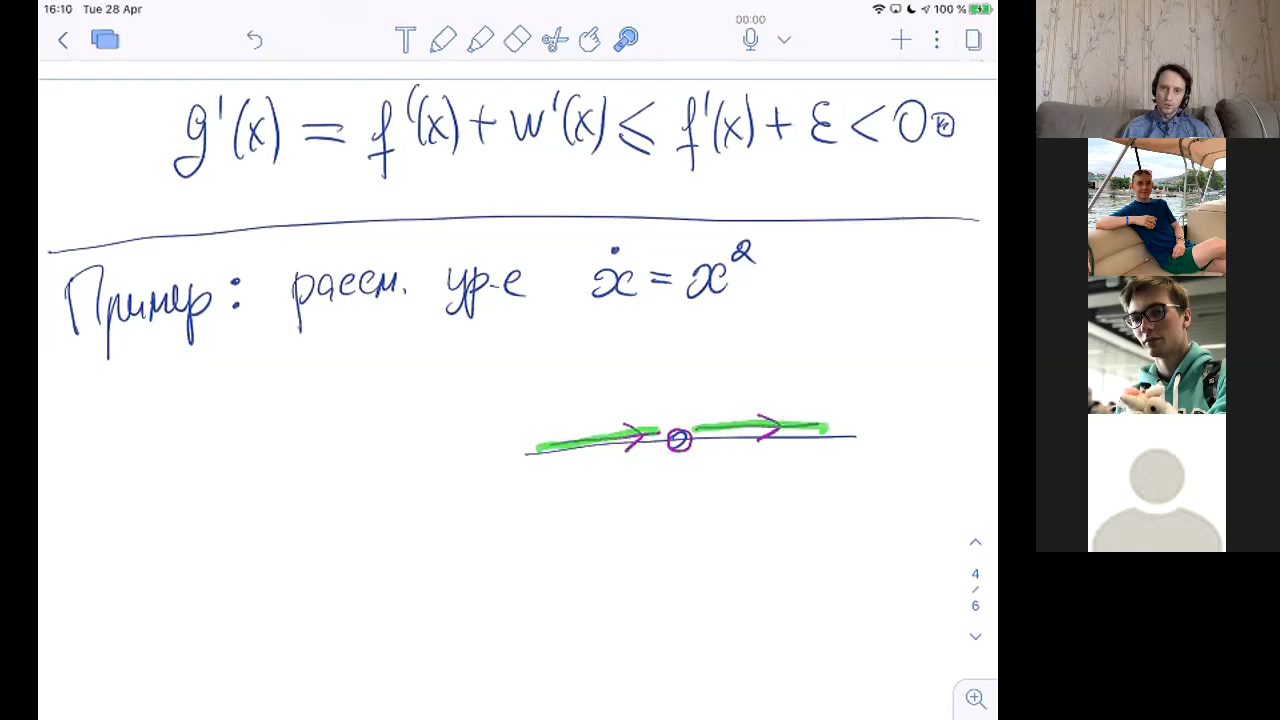 16:10 Tue 28 Apr 100 %
00:00
T
g'(x) = f'(x) + w'(x) ≤ f'(x) + ε < 0
Пример: рассм. ур-е ẋ = x²
0
4
/
6